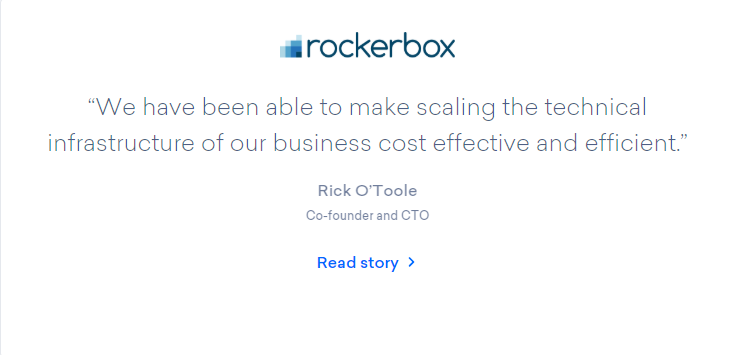 rockerbox
“We have been able to make scaling the technical
infrastructure of our business cost effective and efficient.”
Rick O’Toole
Co-founder and CTO
Read story